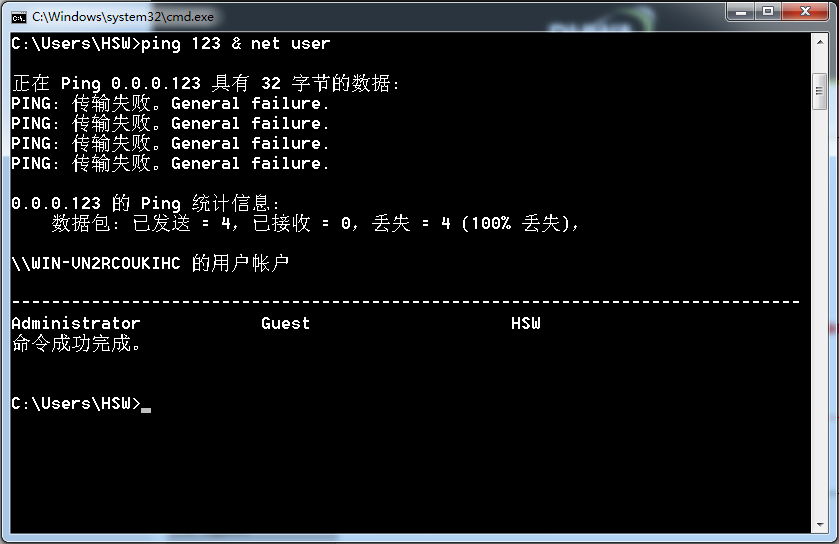 C:\Windows\system32\cmd.exe
C:\Users\HSW>ping 123 & net user
正在 Ping 0.0.0.123 具有 32 字节的数据:
PING: 传输失败。General failure.
PING: 传输失败。General failure.
PING: 传输失败。General failure.
PING: 传输失败。General failure.
0.0.0.123 的 Ping 统计信息:
数据包: 已发送 = 4，已接收 = 0，丢失 = 4 (100% 丢失)，
\\WIN-VN2RCOUKIHC 的用户帐户
-------------------------------------------------------------------------------
Administrator Guest HSW
命令成功完成。
C:\Users\HSW>